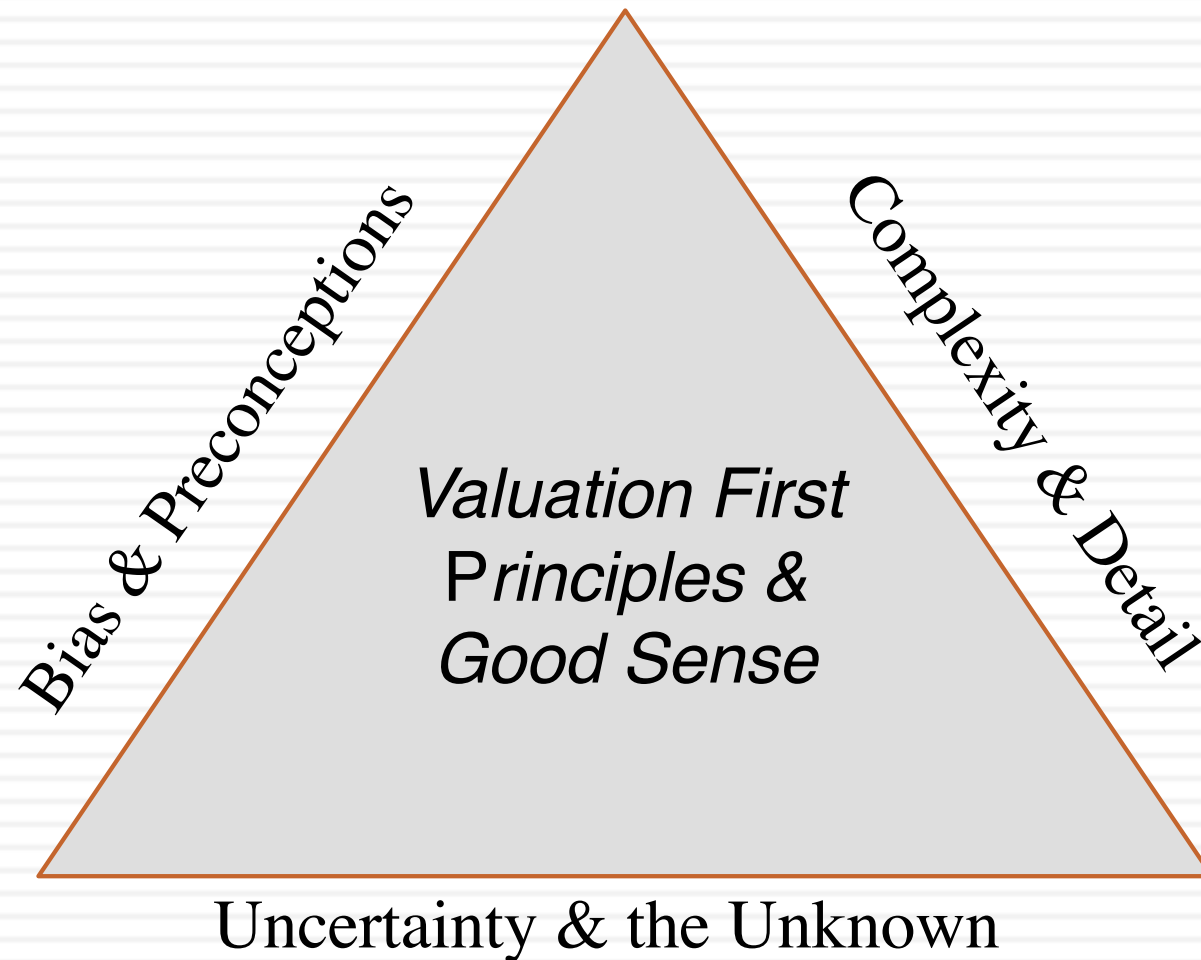 Bias & Preconceptions
Complexity & Detail
Valuation First
Principles &
Good Sense
Uncertainty & the Unknown